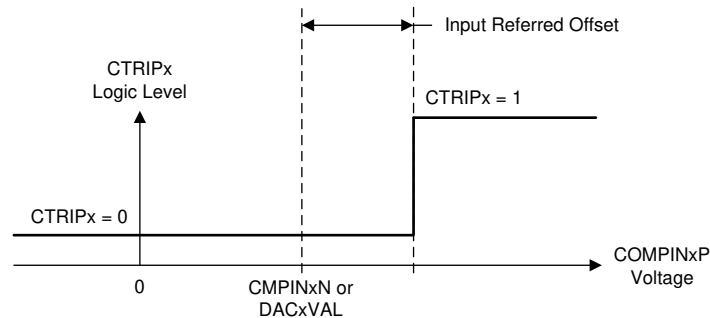 Input Referred Offset
CTRIPx
Logic Level
CTRIPx = 1
CTRIPx = 0
COMPINxP
Voltage
0
CMPINxN or
DACxVAL